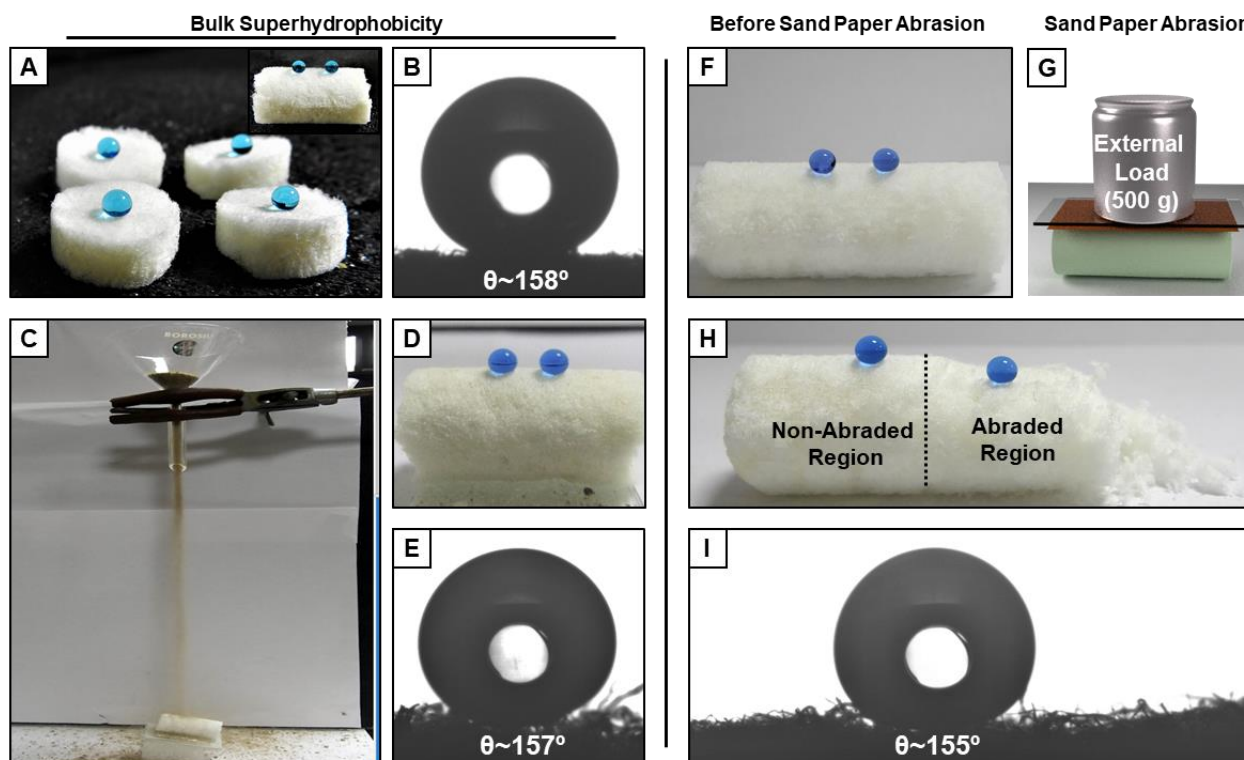 Bulk Superhydrophobicity
Before Sand Paper Abrasion
Sand Paper Abrasion
A
B
θ~158º
F
G
External
Load
(500 g)
C
D
H
Non-Abraded
Region
Abraded
Region
E
θ~157º
I
θ~155º